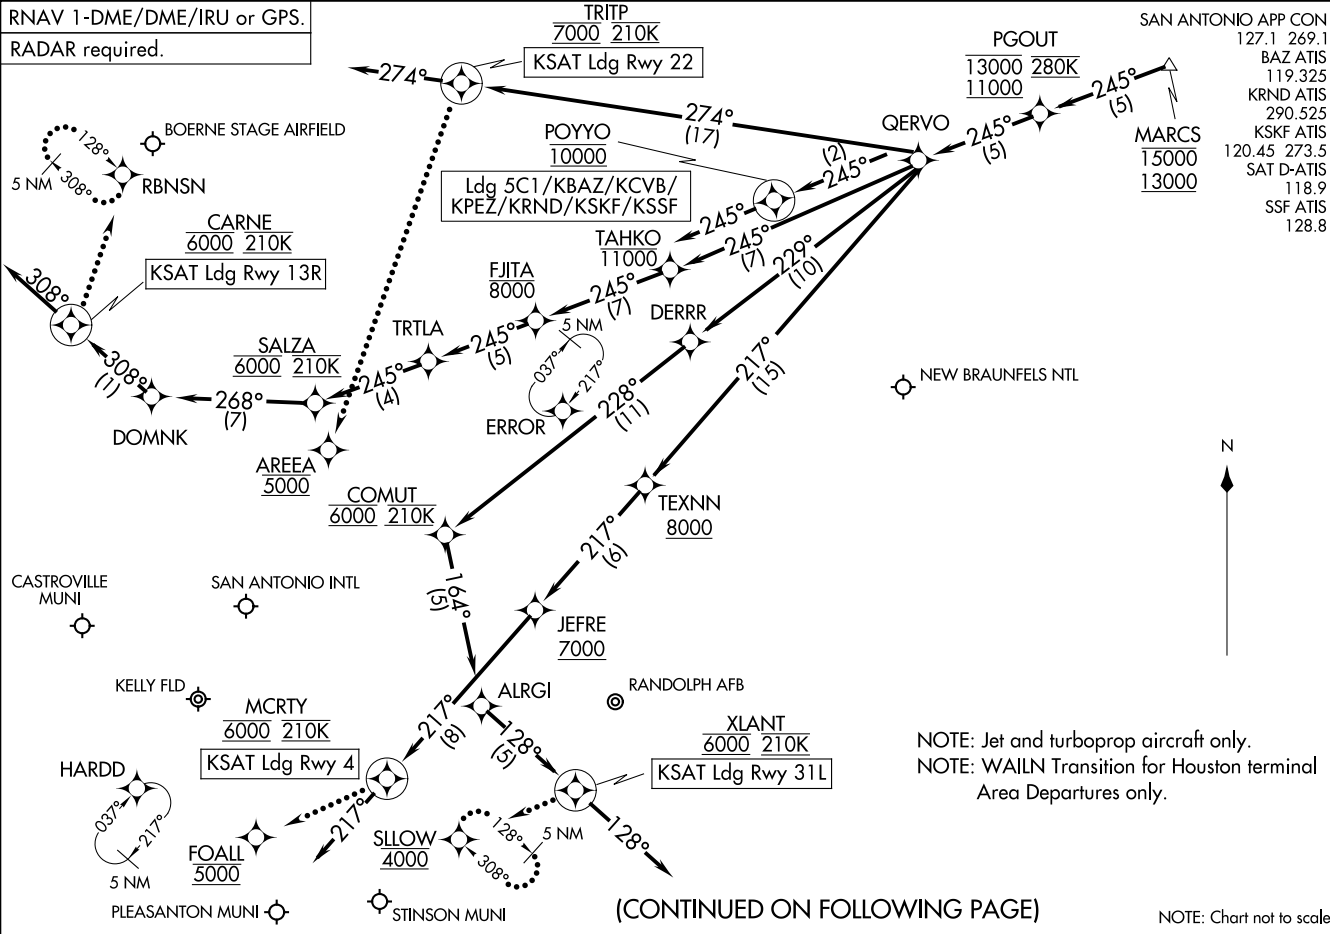 RNAV 1-DME/DME/IRU or GPS.
RADAR required.
TRITP
7000 210K
KSAT Ldg Rwy 22
274°
274°
(17)
PGOUT
13000 280K
11000
SAN ANTONIO APP CON
127.1 269.1
BAZ ATIS
119.325
KRND ATIS
290.525
KSKF ATIS
120.45 273.5
SAT D-ATIS
118.9
SSF ATIS
128.8
245°
(5)
MARCS
15000
13000
245°
(5)
QERVO
POYYO
10000
Ldg 5C1/KBAZ/KCVB/
KPEZ/KRND/KSKF/KSSF
(2)
245°
245°
BOERNE STAGE AIRFIELD
128°
308°
5 NM
RBNSN
CARNE
6000 210K
KSAT Ldg Rwy 13R
308°
308°
(1)
DOMNK
268°
(7)
SALZA
6000 210K
245°
(4)
TRTLA
245°
(5)
FJITA
8000
245°
(7)
TAHKO
11000
245°
(7)
229°
(10)
DERRR
217°
(15)
5 NM
037°
217°
ERROR
228°
(11)
NEW BRAUNFELS NTL
AREEA
5000
COMUT
6000 210K
TEXNN
8000
217°
(6)
N
164°
(5)
JEFRE
7000
CASTROVILLE
MUNI
SAN ANTONIO INTL
KELLY FLD
MCRTY
6000 210K
KSAT Ldg Rwy 4
217°
(8)
ALRGI
128°
(5)
RANDOLPH AFB
XLANT
6000 210K
KSAT Ldg Rwy 31L
NOTE: Jet and turboprop aircraft only.
NOTE: WAILN Transition for Houston terminal
Area Departures only.
HARDD
037°
217°
5 NM
FOALL
5000
217°
SLLOW
4000
128°
308°
5 NM
128°
PLEASANTON MUNI
STINSON MUNI
(CONTINUED ON FOLLOWING PAGE)
NOTE: Chart not to scale